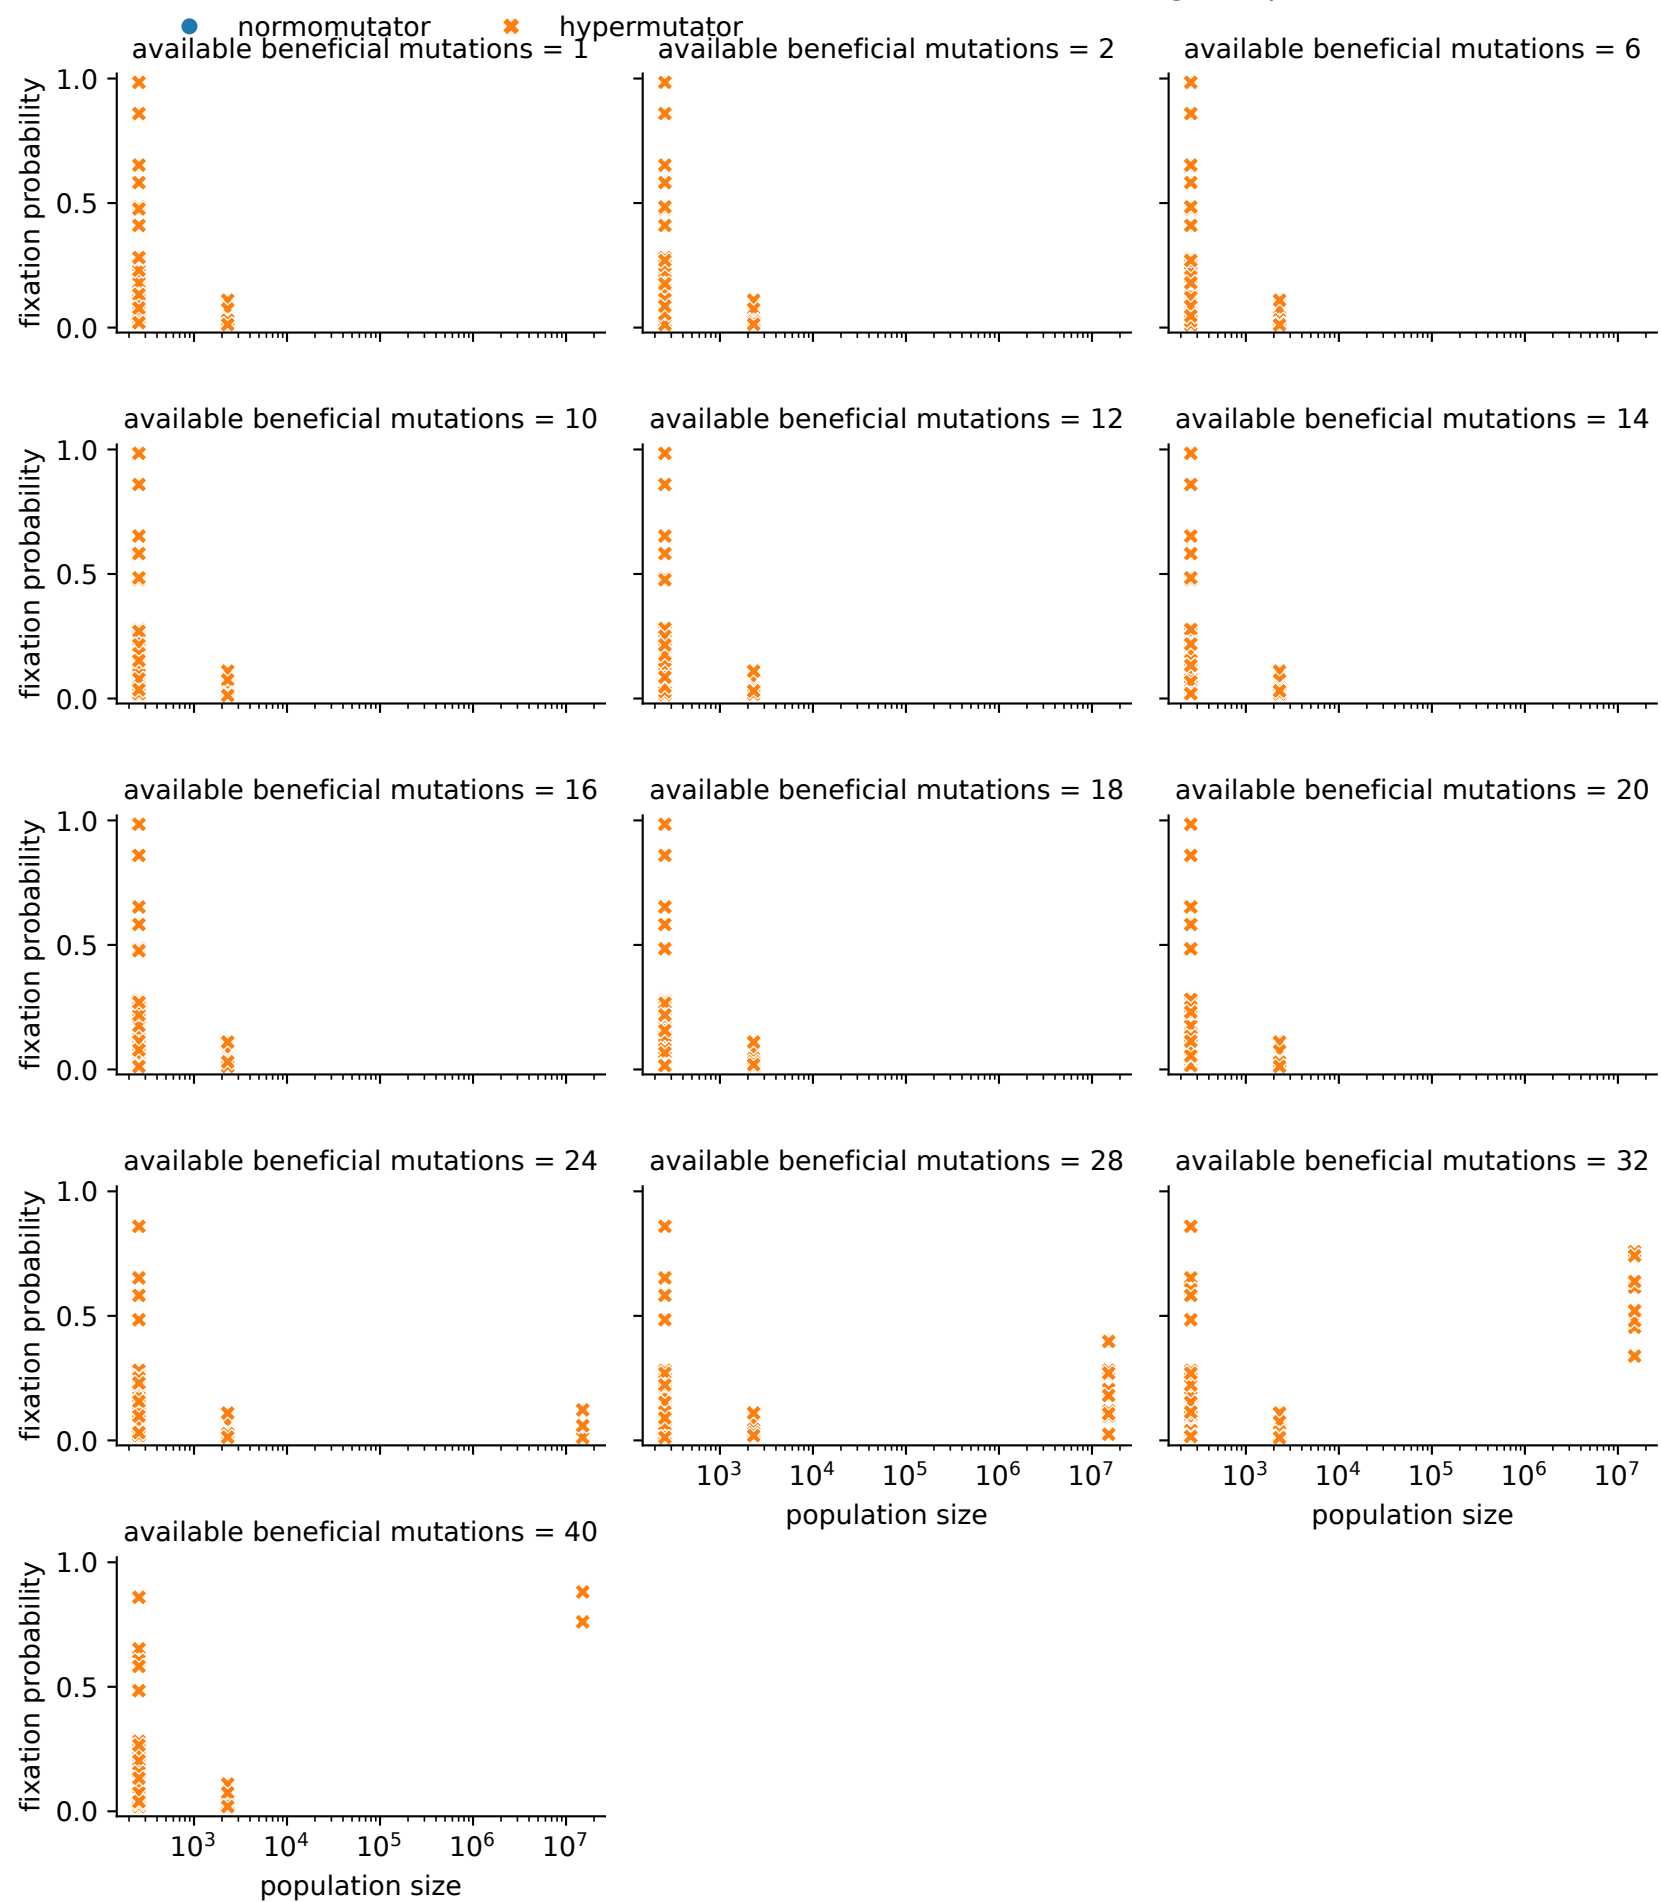 normomutator hypermutator
available beneficial mutations = 1 available beneficial mutations = 2 available beneficial mutations = 6
fixation probability
1.0
0.5
0.0
available beneficial mutations = 10 available beneficial mutations = 12 available beneficial mutations = 14
fixation probability
1.0
0.5
0.0
available beneficial mutations = 16 available beneficial mutations = 18 available beneficial mutations = 20
fixation probability
1.0
0.5
0.0
available beneficial mutations = 24 available beneficial mutations = 28 available beneficial mutations = 32
fixation probability
1.0
0.5
0.0
10³ 10⁴ 10⁵ 10⁶ 10⁷ 10³ 10⁴ 10⁵ 10⁶ 10⁷
population size population size
available beneficial mutations = 40
fixation probability
1.0
0.5
0.0
10³ 10⁴ 10⁵ 10⁶ 10⁷
population size